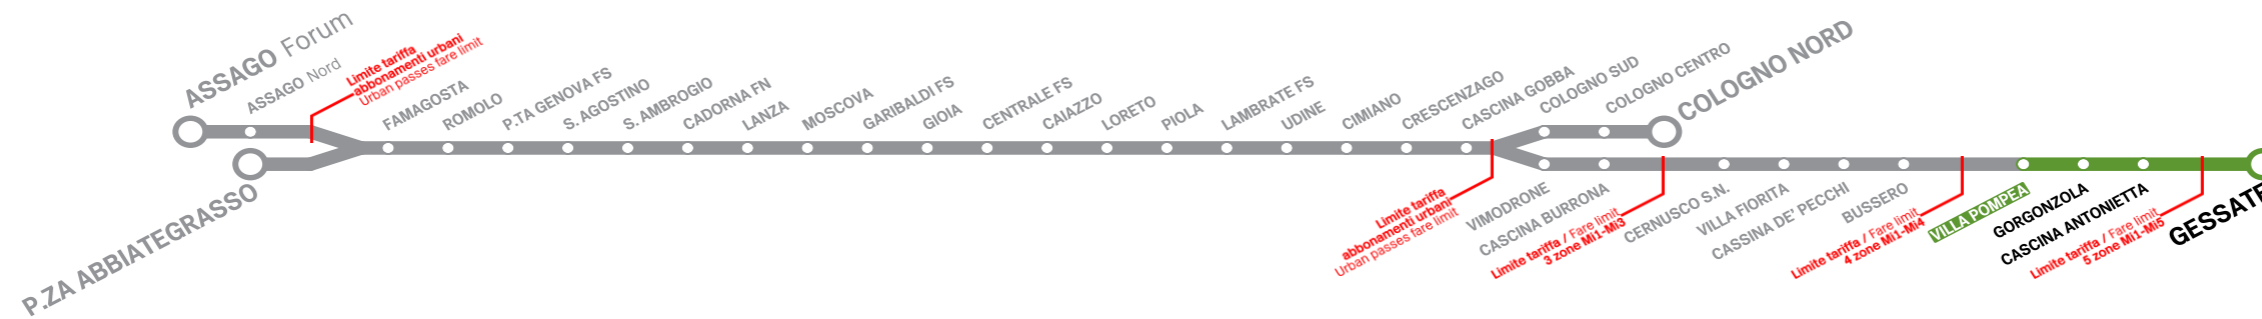 ASSAGO Forum
ASSAGO Nord
Limite tariffa
abbonamenti urbani
Urban passes fare limit
P.ZA ABBIATEGRASSO
FAMAGOSTA
ROMOLO
P.TA GENOVA FS
S. AGOSTINO
S. AMBROGIO
CADORNA FN
LANZA
MOSCOVA
GARIBALDI FS
GIOIA
CENTRALE FS
CAIAZZO
LORETO
PIOLA
LAMBRATE FS
UDINE
CIMIANO
CRESCENZAGO
CASCINA GOBBA
Limite tariffa
abbonamenti urbani
Urban passes fare limit
COLOGNO SUD
COLOGNO CENTRO
COLOGNO NORD
VIMODRONE
CASCINA BURRONA
Limite tariffa / Fare limit
3 zone Mi1-Mi3
CERNUSCO S.N.
VILLA FIORITA
CASSINA DE' PECCHI
BUSSERO
Limite tariffa / Fare limit
4 zone Mi1-Mi4
VILLA POMPEA
GORGONZOLA
CASCINA ANTONIETTA
Limite tariffa / Fare limit
5 zone Mi1-Mi5
GESSATE